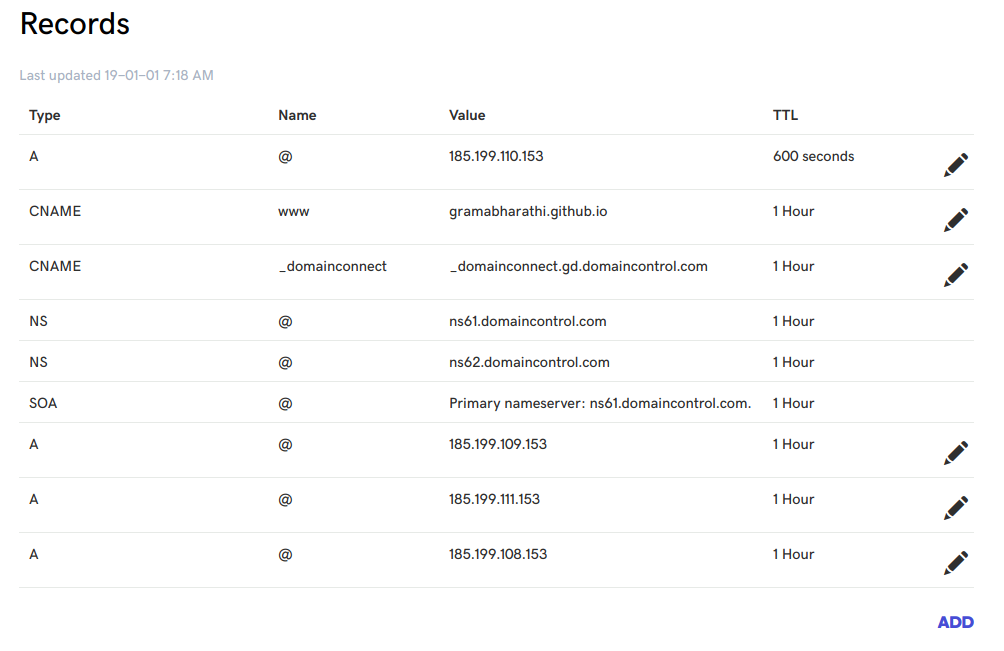 Records
Last updated 19-01-01 7:18 AM
Type Name Value TTL
A @ 185.199.110.153 600 seconds
CNAME www gramabharathi.github.io 1 Hour
CNAME _domainconnect _domainconnect.gd.domaincontrol.com 1 Hour
NS @ ns61.domaincontrol.com 1 Hour
NS @ ns62.domaincontrol.com 1 Hour
SOA @ Primary nameserver: ns61.domaincontrol.com. 1 Hour
A @ 185.199.109.153 1 Hour
A @ 185.199.111.153 1 Hour
A @ 185.199.108.153 1 Hour
ADD